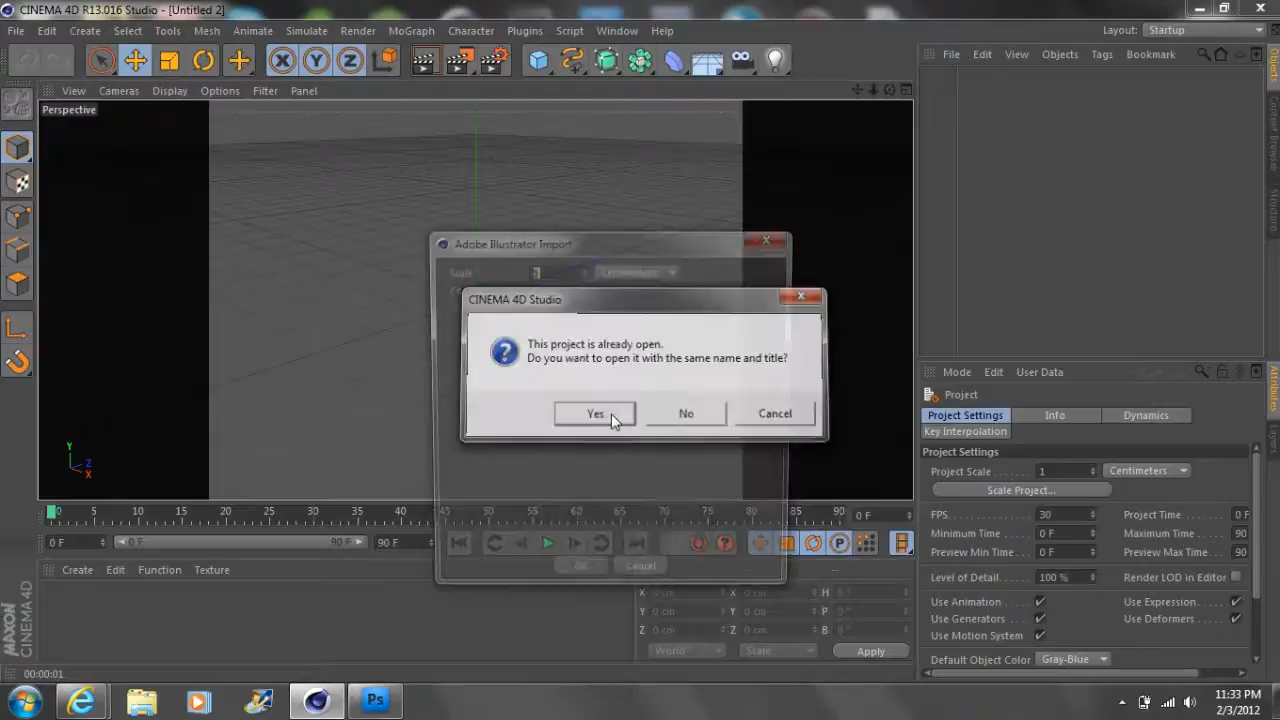 CINEMA 4D R13.016 Studio - [Untitled 2]
File Edit Create Select Tools Mesh Animate Simulate Render MoGraph Character Plugins Script Window Help
Layout: Startup
File Edit View Objects Tags Bookmark
View Cameras Display Options Filter Panel
Perspective
Objects
Content Browser
Structure
Adobe Illustrator Import
Scale Centimeters
CINEMA 4D Studio
This project is already open.
Do you want to open it with the same name and title?
Yes No Cancel
Y
Z
X
Mode Edit User Data
Attributes
Layers
Project
Project Settings Info Dynamics
Key Interpolation
Project Settings
Project Scale 1 Centimeters
Scale Project...
FPS 30 Project Time 0 F
Minimum Time 0 F Maximum Time 90
Preview Min Time 0 F Preview Max Time 90
Level of Detail 100 % Render LOD in Editor
Use Animation Use Expression
Use Generators Use Deformers
Use Motion System
Default Object Color Gray-Blue
0 5 10 15 20 25 30 35 40 45 50 55 60 65 70 75 80 85 90 0 F
0 F 0 F 90 F 90 F
OK Cancel
Create Edit Function Texture
X 0 cm X 0 cm H 0°
Y 0 cm Y 0 cm P 0°
Z 0 cm Z 0 cm B 0°
World Scale Apply
MAXON
CINEMA 4D
00:00:01
Ps
11:33 PM
2/3/2012